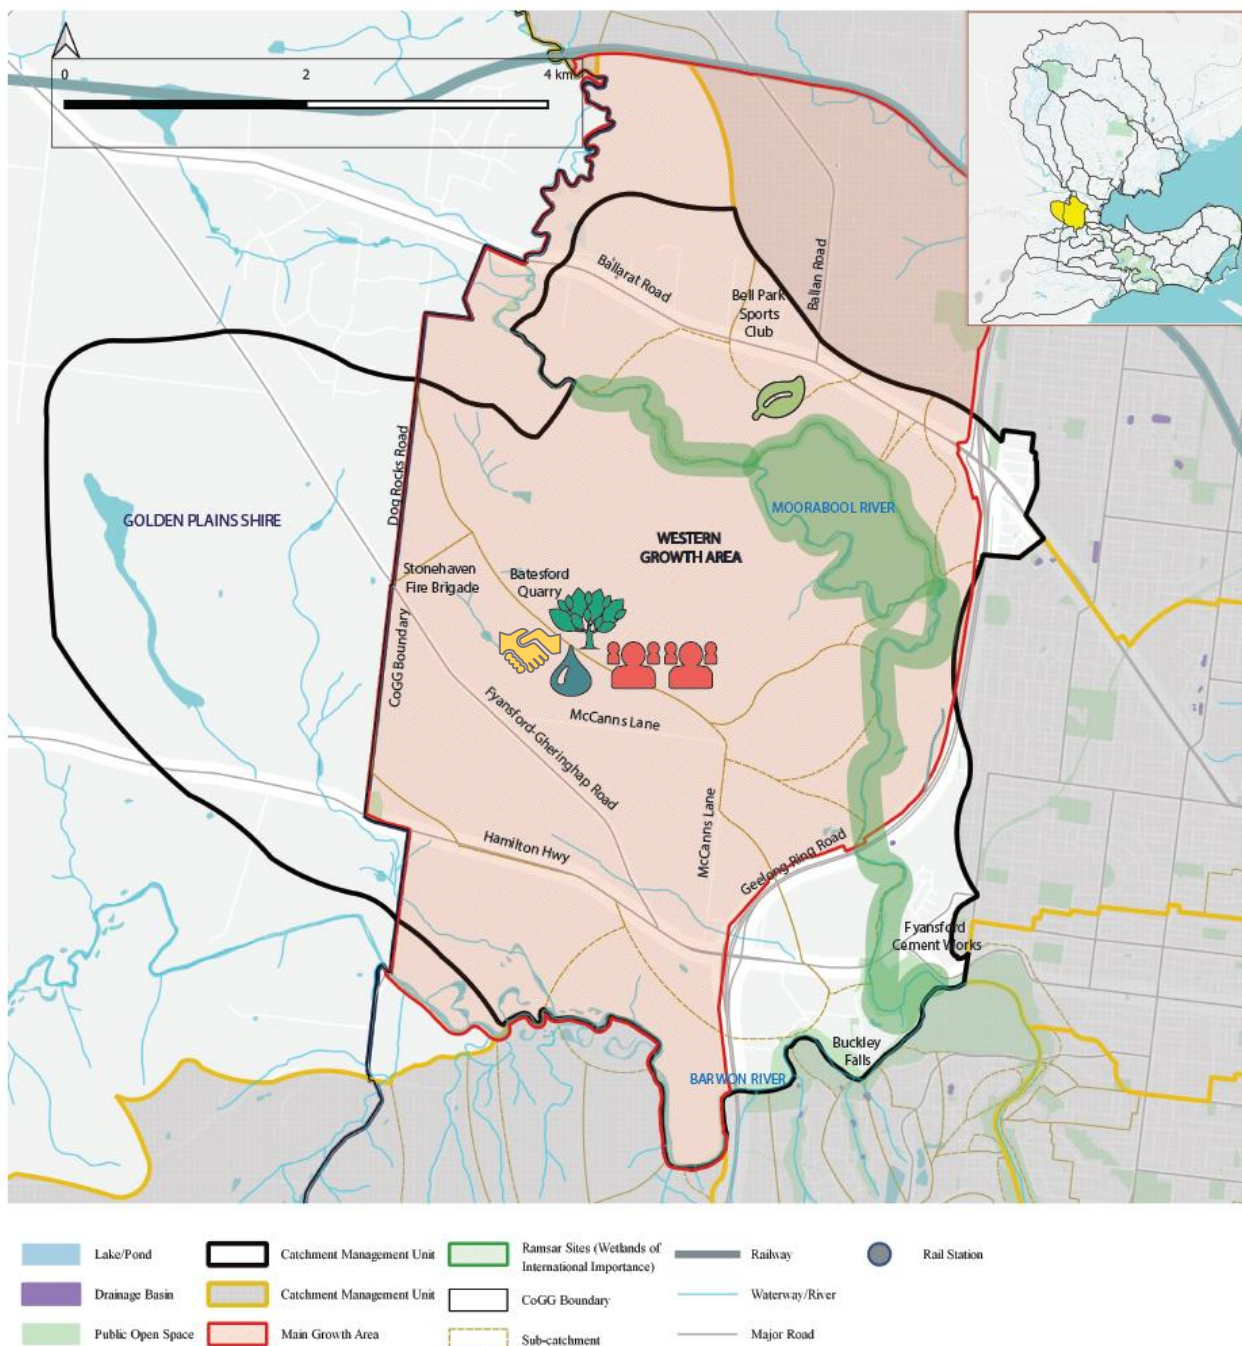 0
2
4 km
Ballarat Road
Ballan Road
Bell Park
Sports
Club
Dog Rocks Road
GOLDEN PLAINS SHIRE
MOORABOOL RIVER
WESTERN
GROWTH AREA
Stonehaven
Fire Brigade
Batesford
Quarry
CoGG Boundary
Fyansford-Gheringhap Road
McCanns Lane
McCanns Lane
Hamilton Hwy
Geelong Ring Road
Fyansford
Cement Works
Buckley
Falls
BARWON RIVER
Lake/Pond
Drainage Basin
Public Open Space
Catchment Management Unit
Catchment Management Unit
Main Growth Area
Ramsar Sites (Wetlands of
International Importance)
CoGG Boundary
Sub-catchment
Railway
Waterway/River
Major Road
Rail Station